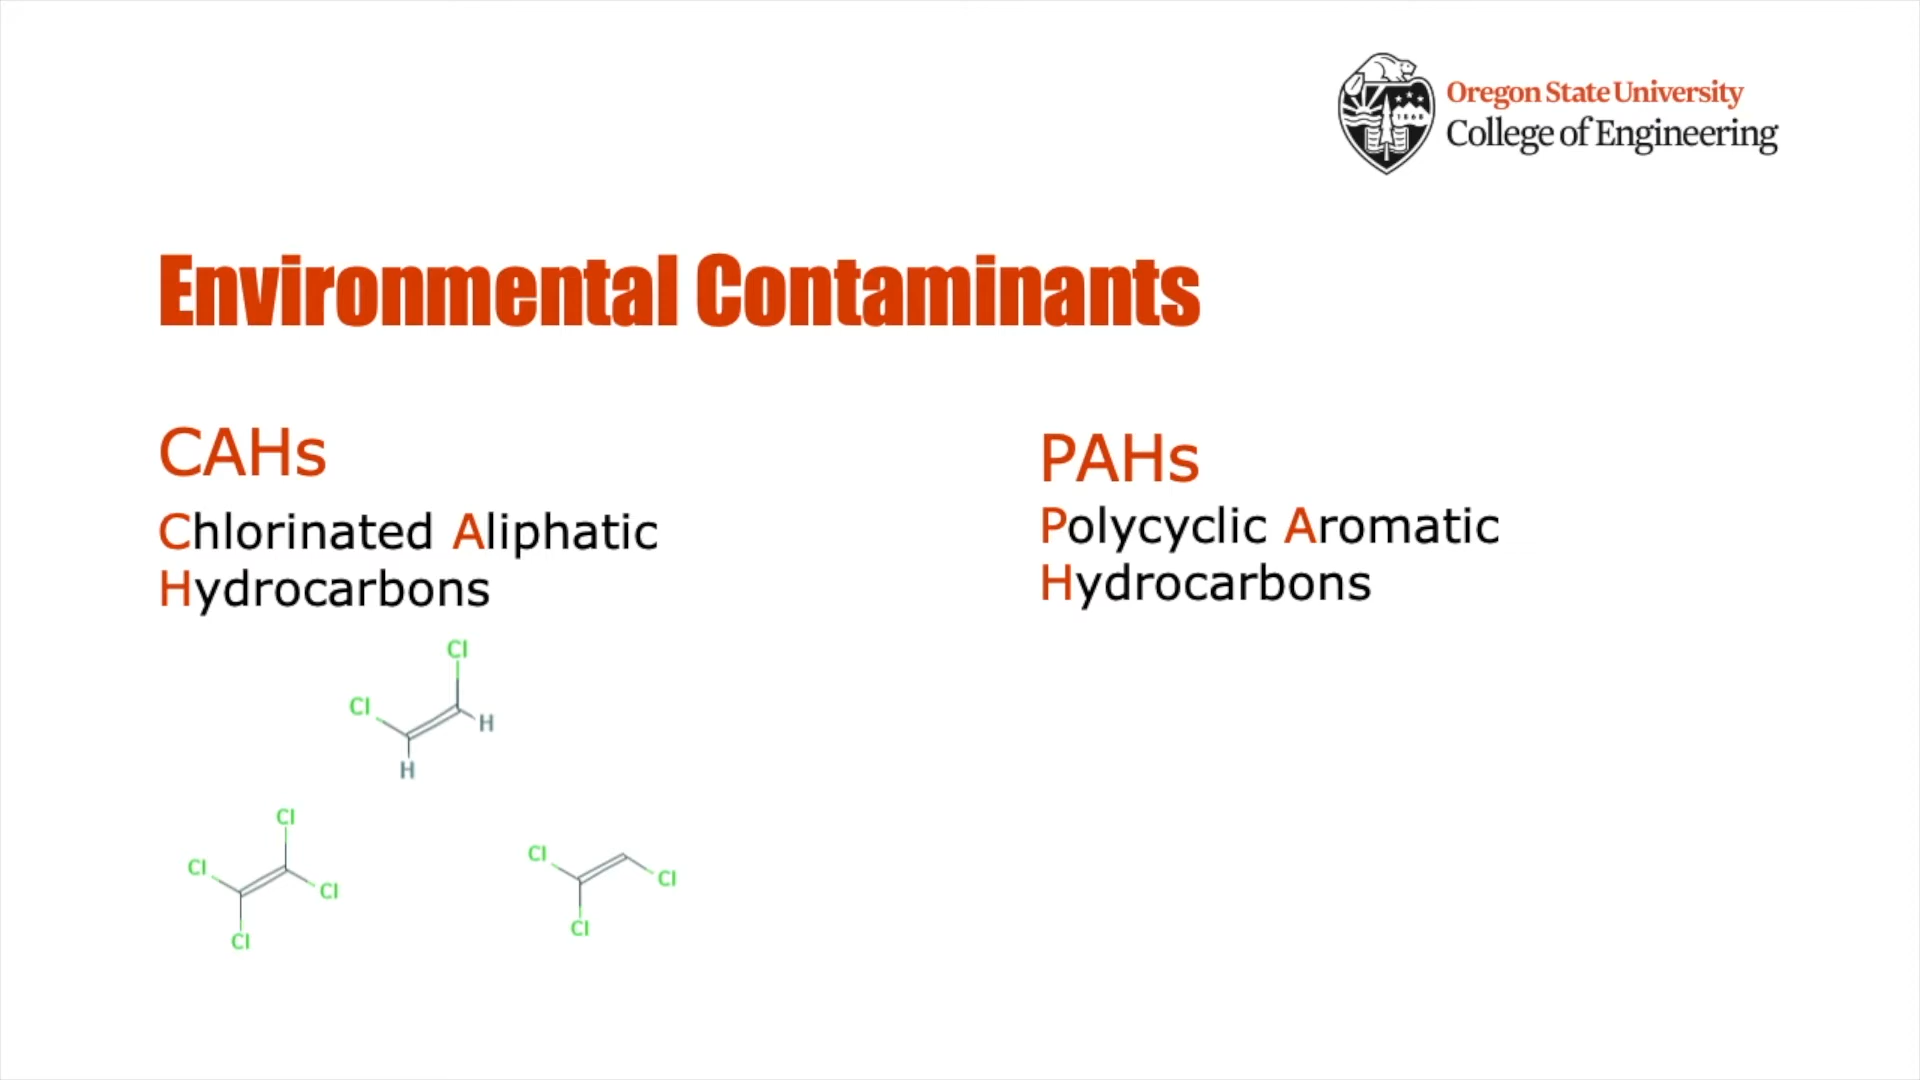 Oregon State University
College of Engineering
1868
Environmental Contaminants
CAHs
Chlorinated Aliphatic
Hydrocarbons
PAHs
Polycyclic Aromatic
Hydrocarbons
Cl
Cl
H
H
Cl
Cl
Cl
Cl
Cl
Cl
Cl